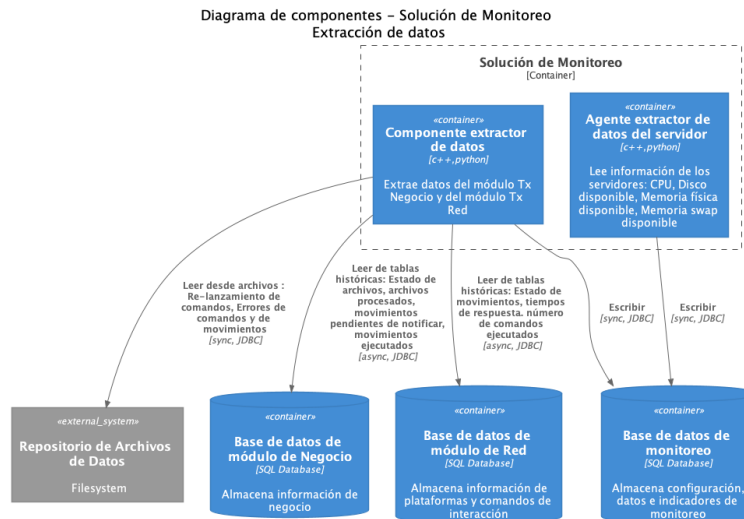 Diagrama de componentes – Solución de Monitoreo
Extracción de datos
Solución de Monitoreo
[Container]
«container»
Componente extractor
de datos
[c++,python]
Extrae datos del módulo Tx
Negocio y del módulo Tx
Red
«container»
Agente extractor de
datos del servidor
[c++,python]
Lee información de los
servidores: CPU, Disco
disponible, Memoria física
disponible, Memoria swap
disponible
Leer desde archivos :
Re-lanzamiento de
comandos, Errores de
comandos y de
movimientos
[sync, JDBC]
Leer de tablas
históricas: Estado de
archivos, archivos
procesados,
movimientos
pendientes de notificar,
movimientos
ejecutados
[async, JDBC]
Leer de tablas
históricas: Estado de
movimientos, tiempos
de respuesta. número
de comandos
ejecutados
[async, JDBC]
Escribir
[sync, JDBC]
Escribir
[sync, JDBC]
«external_system»
Repositorio de Archivos
de Datos
Filesystem
«container»
Base de datos de
módulo de Negocio
[SQL Database]
Almacena información de
negocio
«container»
Base de datos de
módulo de Red
[SQL Database]
Almacena información de
plataformas y comandos de
interacción
«container»
Base de datos de
monitoreo
[SQL Database]
Almacena configuración,
datos e indicadores de
monitoreo